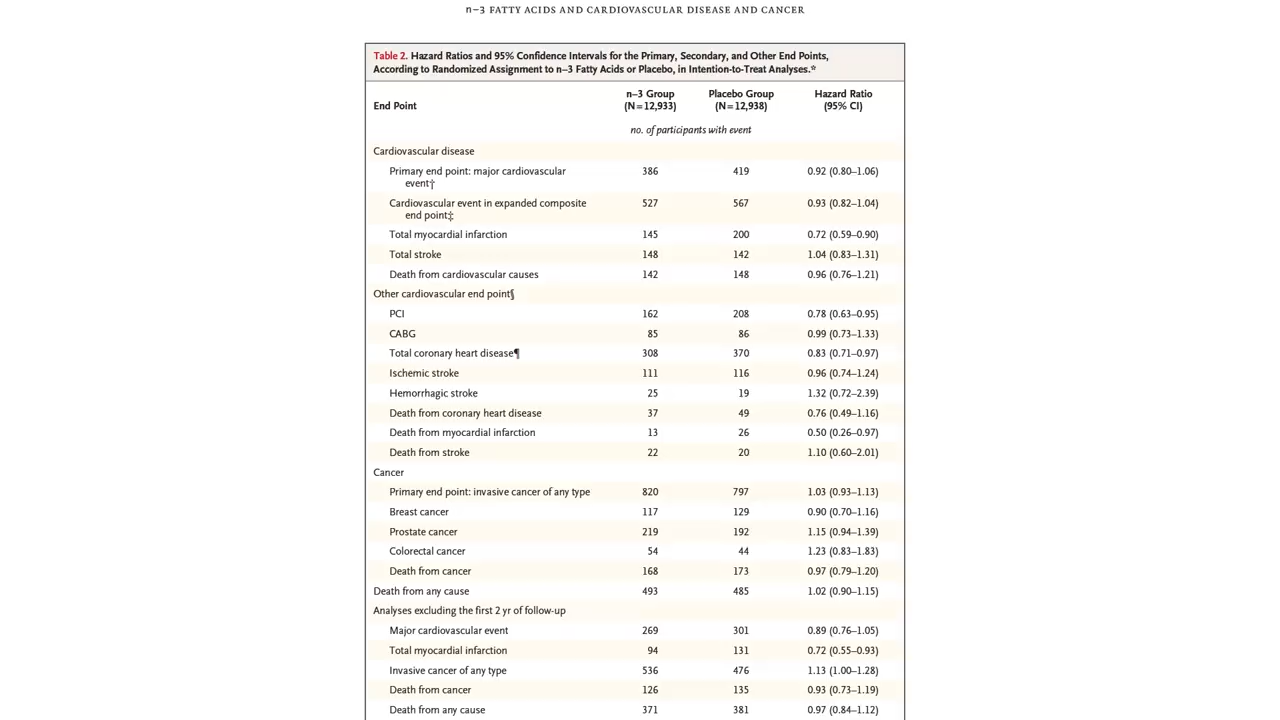 n−3 FATTY ACIDS AND CARDIOVASCULAR DISEASE AND CANCER
Table 2. Hazard Ratios and 95% Confidence Intervals for the Primary, Secondary, and Other End Points,
According to Randomized Assignment to n–3 Fatty Acids or Placebo, in Intention-to-Treat Analyses.*
End Point n–3 Group (N=12,933) Placebo Group (N=12,938) Hazard Ratio (95% CI)
no. of participants with event
Cardiovascular disease
Primary end point: major cardiovascular
event† 386 419 0.92 (0.80–1.06)
Cardiovascular event in expanded composite
end point‡ 527 567 0.93 (0.82–1.04)
Total myocardial infarction 145 200 0.72 (0.59–0.90)
Total stroke 148 142 1.04 (0.83–1.31)
Death from cardiovascular causes 142 148 0.96 (0.76–1.21)
Other cardiovascular end point§
PCI 162 208 0.78 (0.63–0.95)
CABG 85 86 0.99 (0.73–1.33)
Total coronary heart disease¶ 308 370 0.83 (0.71–0.97)
Ischemic stroke 111 116 0.96 (0.74–1.24)
Hemorrhagic stroke 25 19 1.32 (0.72–2.39)
Death from coronary heart disease 37 49 0.76 (0.49–1.16)
Death from myocardial infarction 13 26 0.50 (0.26–0.97)
Death from stroke 22 20 1.10 (0.60–2.01)
Cancer
Primary end point: invasive cancer of any type 820 797 1.03 (0.93–1.13)
Breast cancer 117 129 0.90 (0.70–1.16)
Prostate cancer 219 192 1.15 (0.94–1.39)
Colorectal cancer 54 44 1.23 (0.83–1.83)
Death from cancer 168 173 0.97 (0.79–1.20)
Death from any cause 493 485 1.02 (0.90–1.15)
Analyses excluding the first 2 yr of follow-up
Major cardiovascular event 269 301 0.89 (0.76–1.05)
Total myocardial infarction 94 131 0.72 (0.55–0.93)
Invasive cancer of any type 536 476 1.13 (1.00–1.28)
Death from cancer 126 135 0.93 (0.73–1.19)
Death from any cause 371 381 0.97 (0.84–1.12)